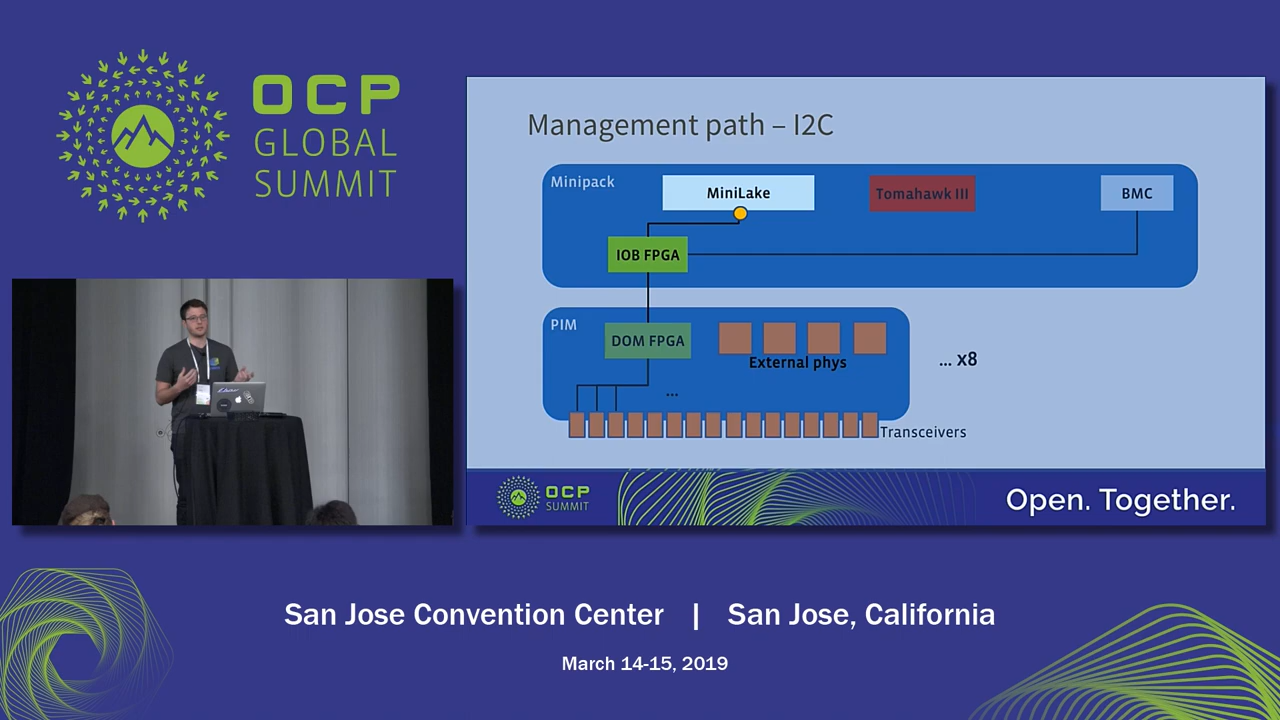 OCP
GLOBAL
SUMMIT
Management path – I2C
Minipack
MiniLake
Tomahawk III
BMC
IOB FPGA
PIM
DOM FPGA
External phys
... x8
...
Transceivers
OCP
SUMMIT
Open. Together.
San Jose Convention Center | San Jose, California
March 14-15, 2019